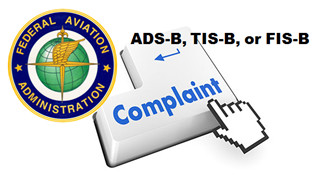 FEDERAL AVIATION
ADMINISTRATION
ADS-B, TIS-B, or FIS-B
Complaint